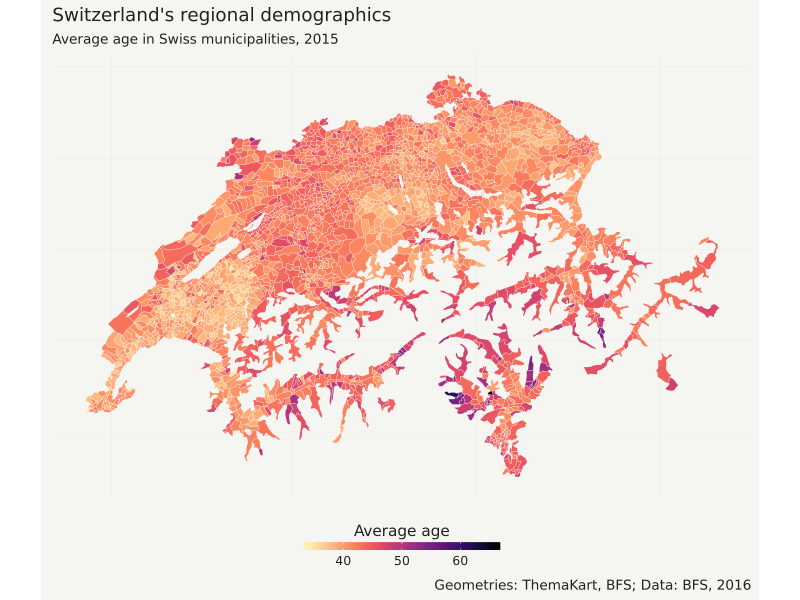 Switzerland's regional demographics
Average age in Swiss municipalities, 2015
Average age
40 50 60
Geometries: ThemaKart, BFS; Data: BFS, 2016